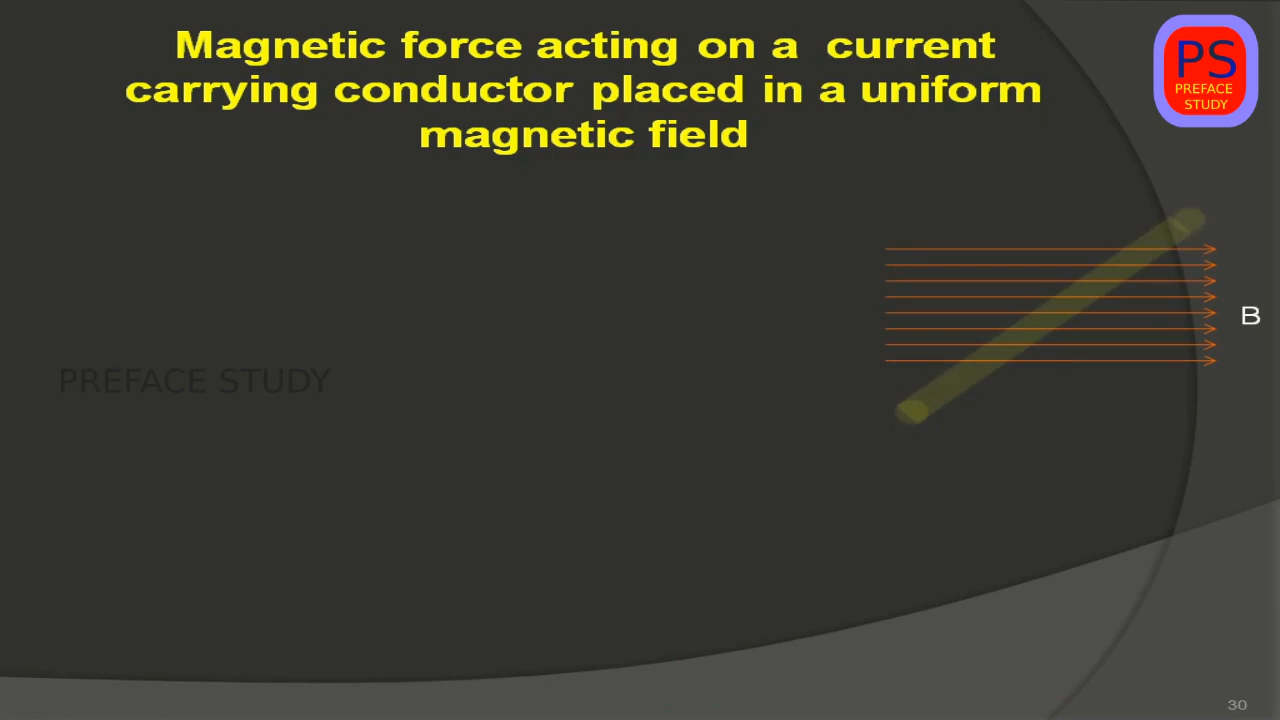 Magnetic force acting on a current
carrying conductor placed in a uniform
magnetic field
PS
PREFACE
STUDY
B
PREFACE STUDY
30